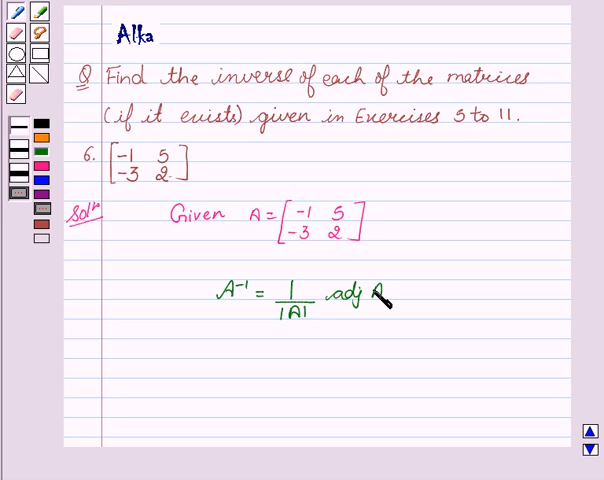 Alka
Q Find the inverse of each of the matrices
(if it exists) given in Exercises 5 to 11.
6. [-1 5
-3 2]
Solⁿ Given A = [-1 5
-3 2]
A⁻¹ = 1/|A| adj A